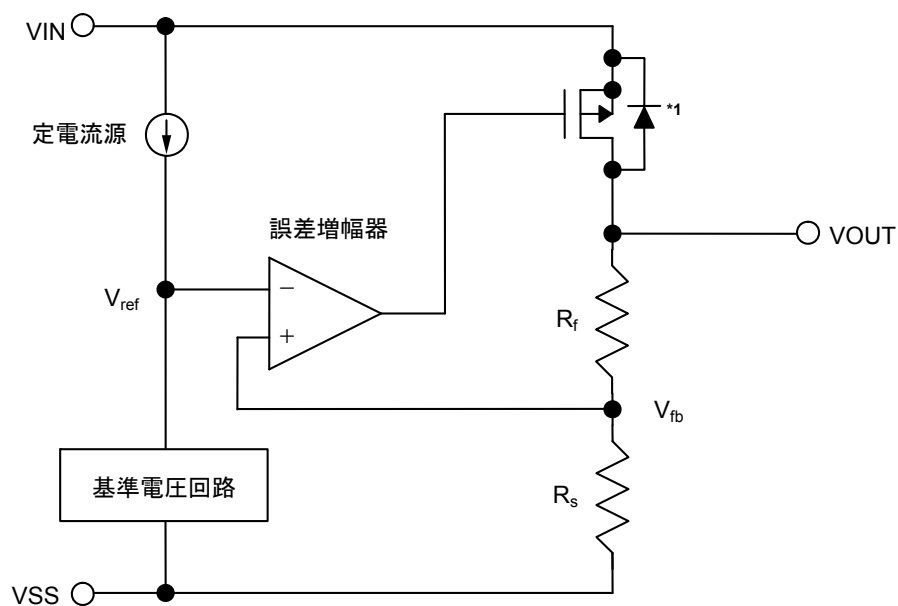 VIN
*1
定電流源
誤差増幅器
VOUT
Vref
−
+
Rf
Vfb
基準電圧回路
Rs
VSS